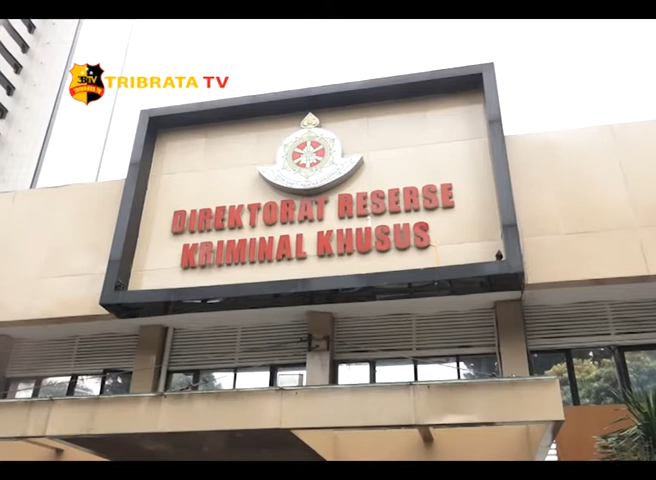 TRIBRATA TV
DIREKTORAT RESERSE
KRIMINAL KHUSUS